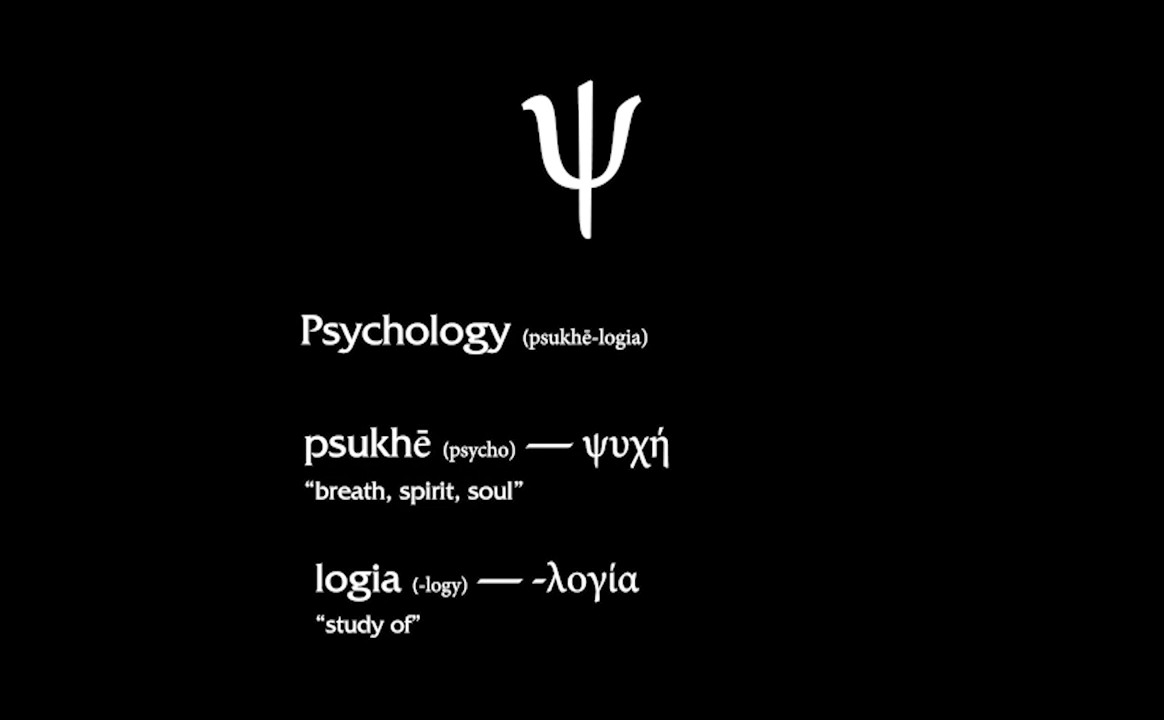 ψ
Psychology (psukhē-logia)
psukhē (psycho) — ψυχή
“breath, spirit, soul”
logia (-logy) — -λογία
“study of”